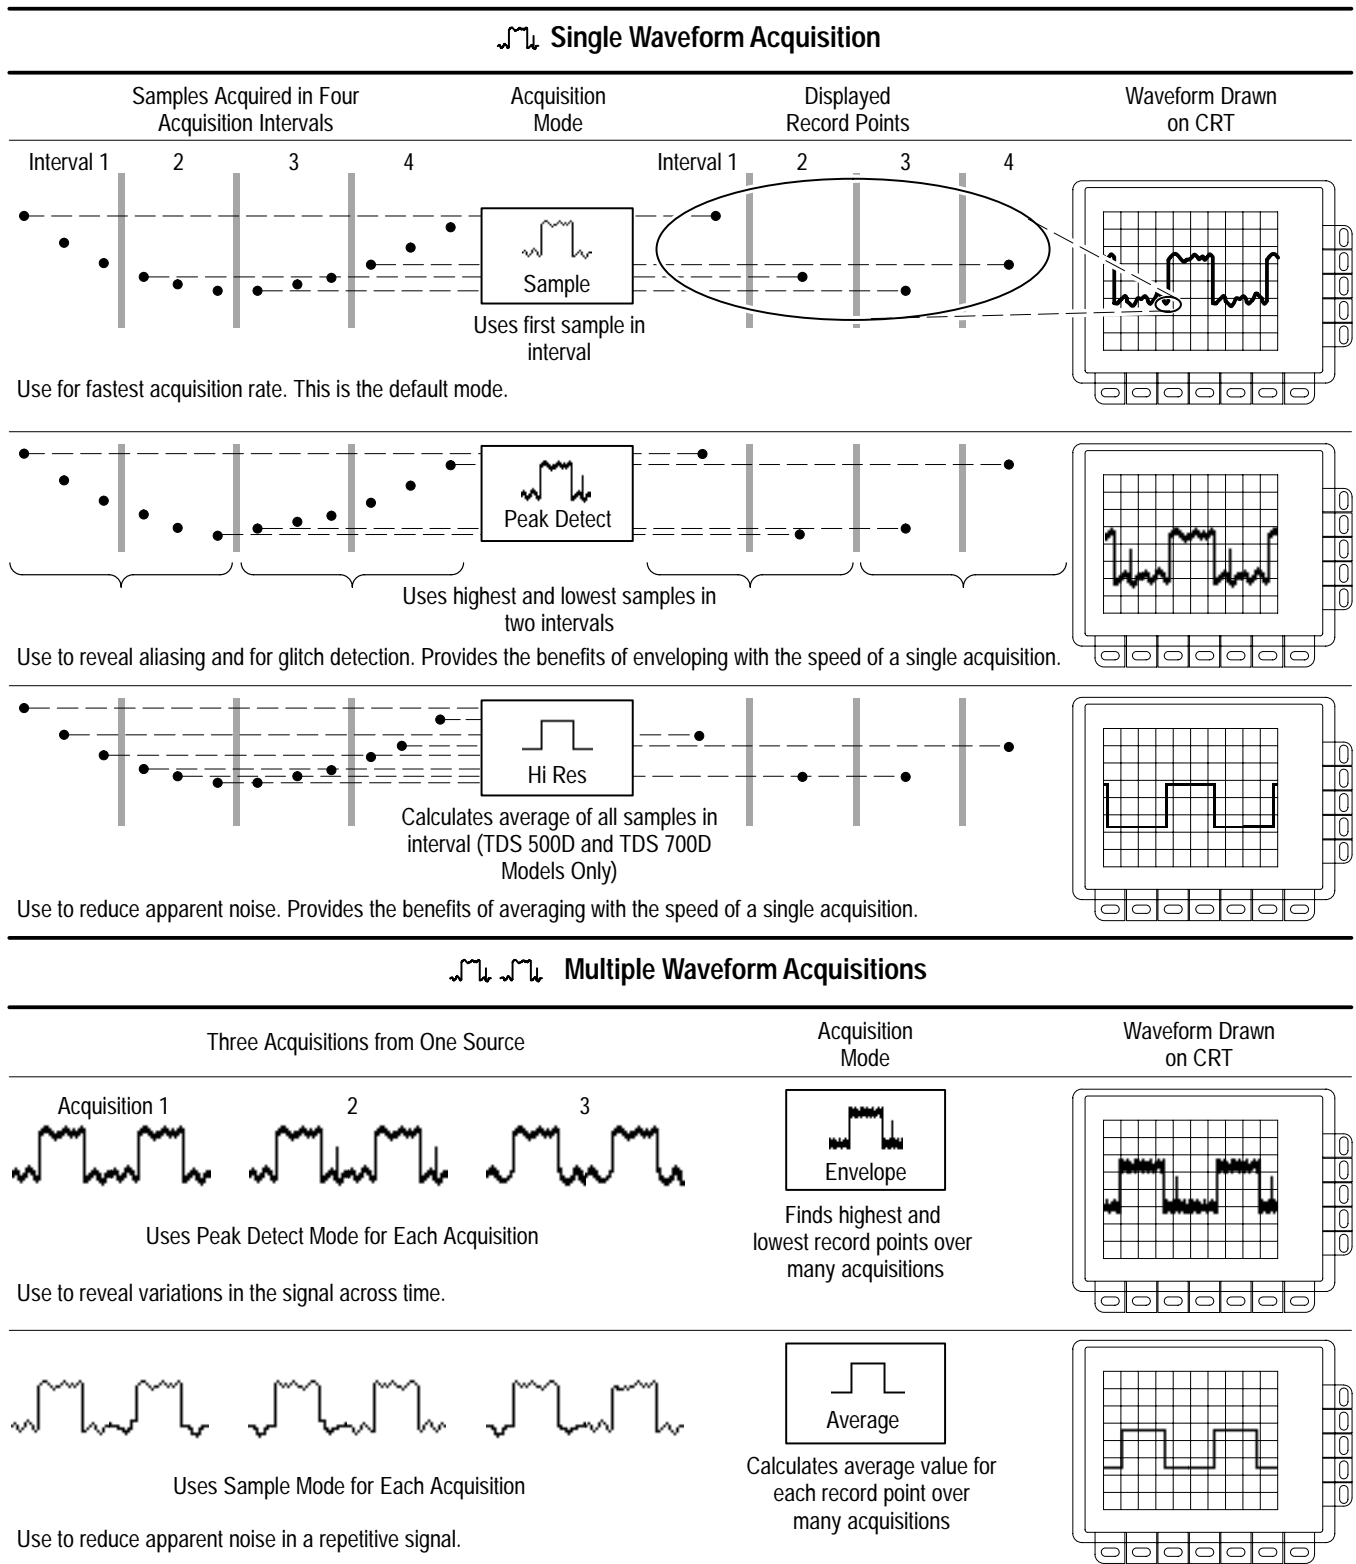 Single Waveform Acquisition
Samples Acquired in Four
Acquisition Intervals
Acquisition
Mode
Displayed
Record Points
Waveform Drawn
on CRT
Interval 1 2 3 4
Interval 1 2 3 4
Sample
Uses first sample in
interval
Use for fastest acquisition rate. This is the default mode.
Peak Detect
Uses highest and lowest samples in
two intervals
Use to reveal aliasing and for glitch detection. Provides the benefits of enveloping with the speed of a single acquisition.
Hi Res
Calculates average of all samples in
interval (TDS 500D and TDS 700D
Models Only)
Use to reduce apparent noise. Provides the benefits of averaging with the speed of a single acquisition.
Multiple Waveform Acquisitions
Three Acquisitions from One Source
Acquisition
Mode
Waveform Drawn
on CRT
Acquisition 1 2 3
Envelope
Uses Peak Detect Mode for Each Acquisition
Finds highest and
lowest record points over
many acquisitions
Use to reveal variations in the signal across time.
Average
Uses Sample Mode for Each Acquisition
Calculates average value for
each record point over
many acquisitions
Use to reduce apparent noise in a repetitive signal.